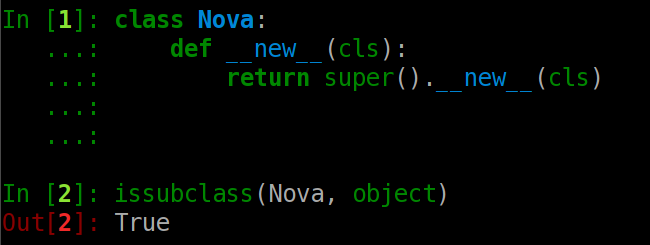 In [1]: class Nova:
   ...:     def __new__(cls):
   ...:         return super().__new__(cls)
   ...:
   ...:
In [2]: issubclass(Nova, object)
Out[2]: True